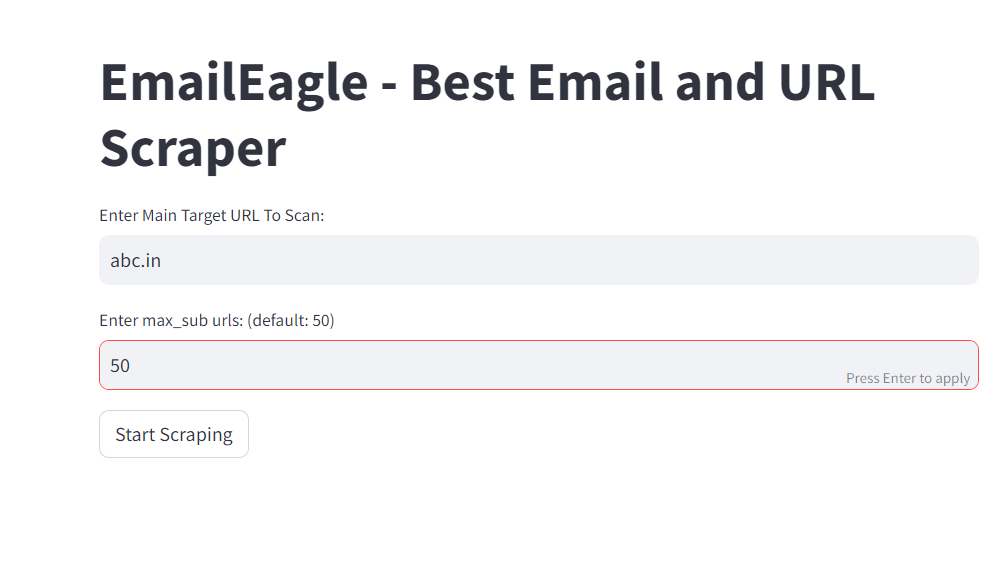 EmailEagle - Best Email and URL
Scraper
Enter Main Target URL To Scan:
abc.in
Enter max_sub urls: (default: 50)
50
Press Enter to apply
Start Scraping